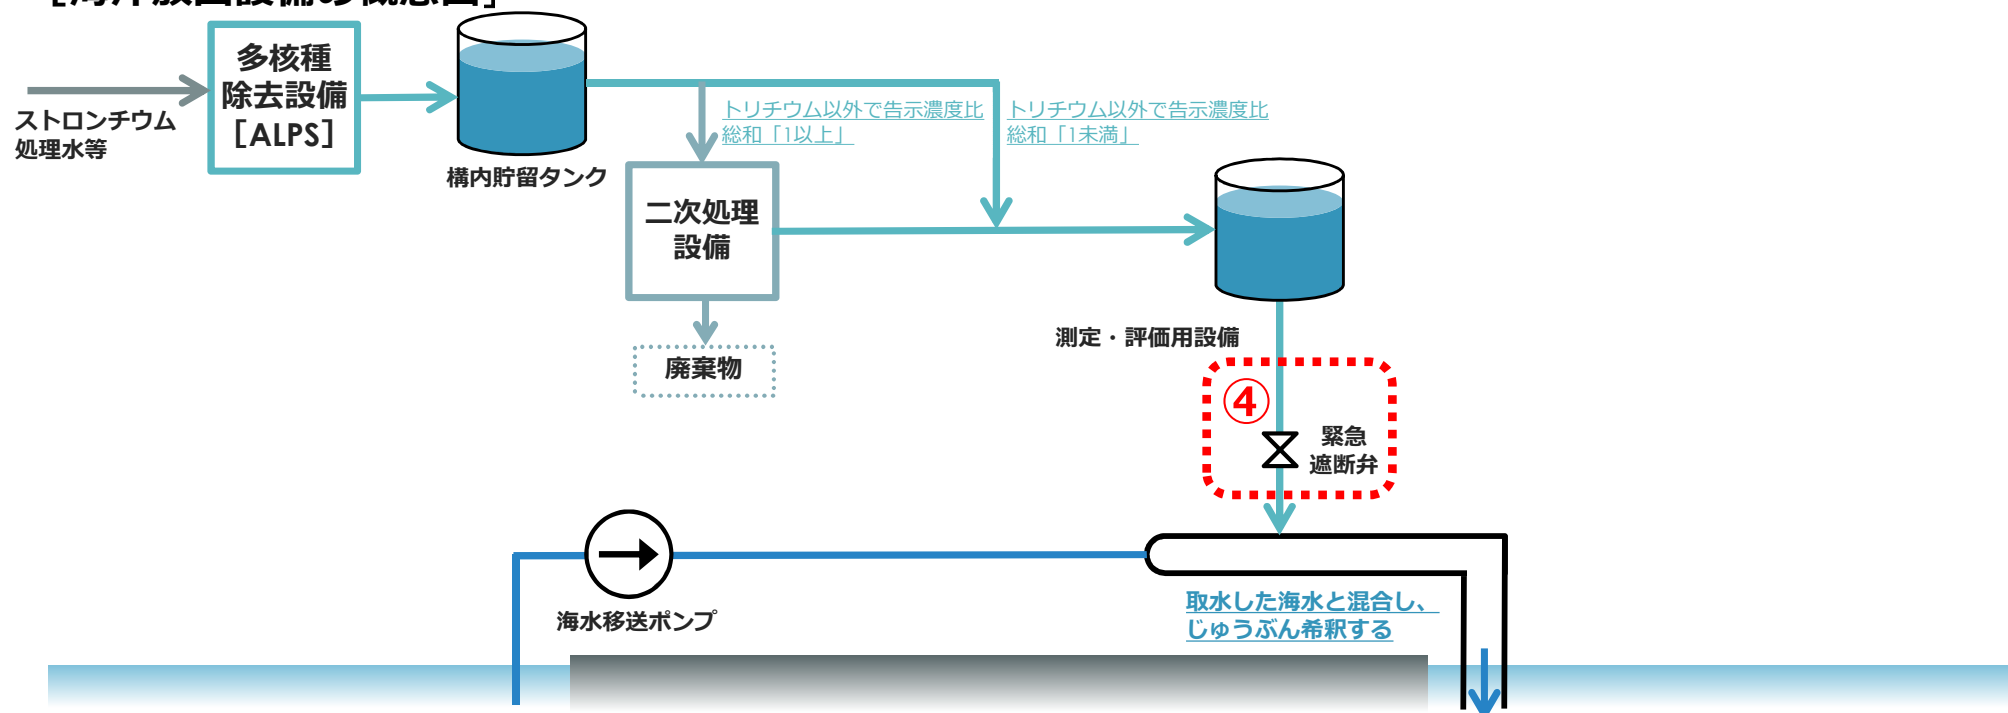 多核種
除去設備
［ALPS］
ストロンチウム
処理水等
構内貯留タンク
トリチウム以外で告示濃度比
総和「1以上」
トリチウム以外で告示濃度比
総和「1未満」
二次処理
設備
廃棄物
測定・評価用設備
④
緊急
遮断弁
海水移送ポンプ
取水した海水と混合し、
じゅうぶん希釈する